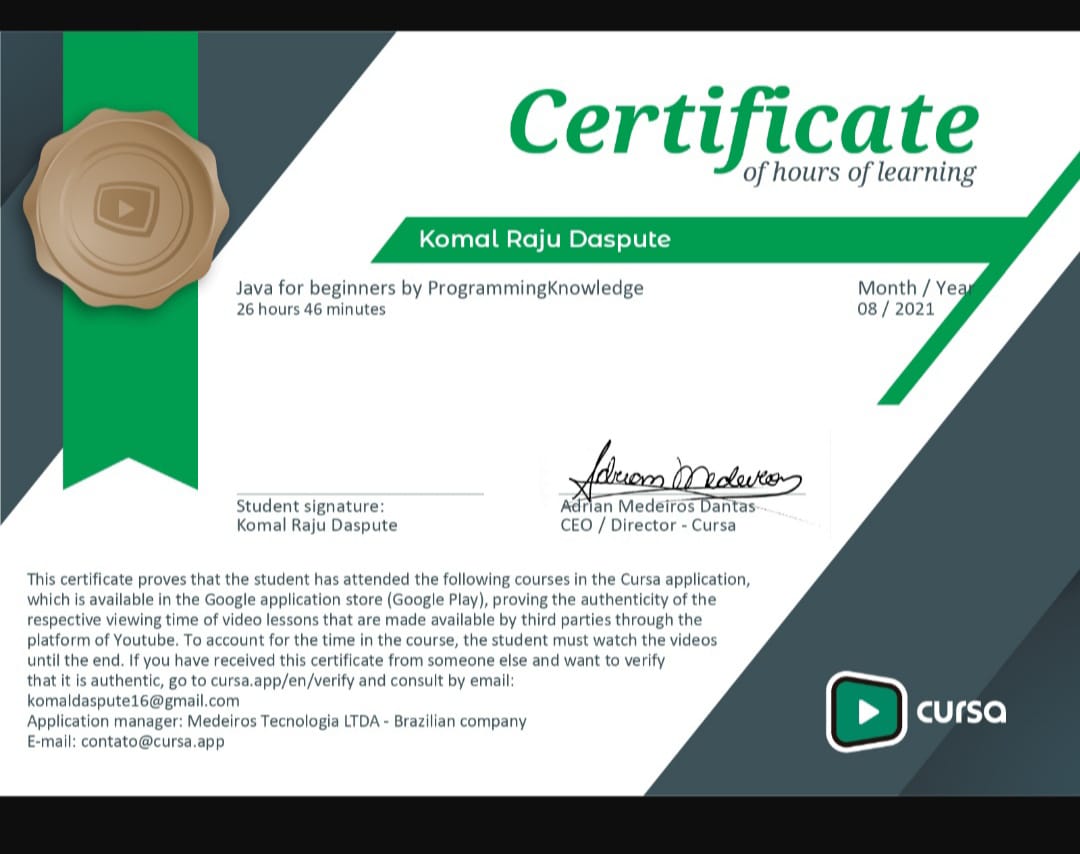 Certificate
of hours of learning
Komal Raju Daspute
Java for beginners by ProgrammingKnowledge
26 hours 46 minutes
Month / Year
08 / 2021
Adrian Medeiros
Student signature:
Komal Raju Daspute
Adrian Medeiros Dantas
CEO / Director - Cursa
This certificate proves that the student has attended the following courses in the Cursa application,
which is available in the Google application store (Google Play), proving the authenticity of the
respective viewing time of video lessons that are made available by third parties through the
platform of Youtube. To account for the time in the course, the student must watch the videos
until the end. If you have received this certificate from someone else and want to verify
that it is authentic, go to cursa.app/en/verify and consult by email:
komaldaspute16@gmail.com
Application manager: Medeiros Tecnologia LTDA - Brazilian company
E-mail: contato@cursa.app
cursa